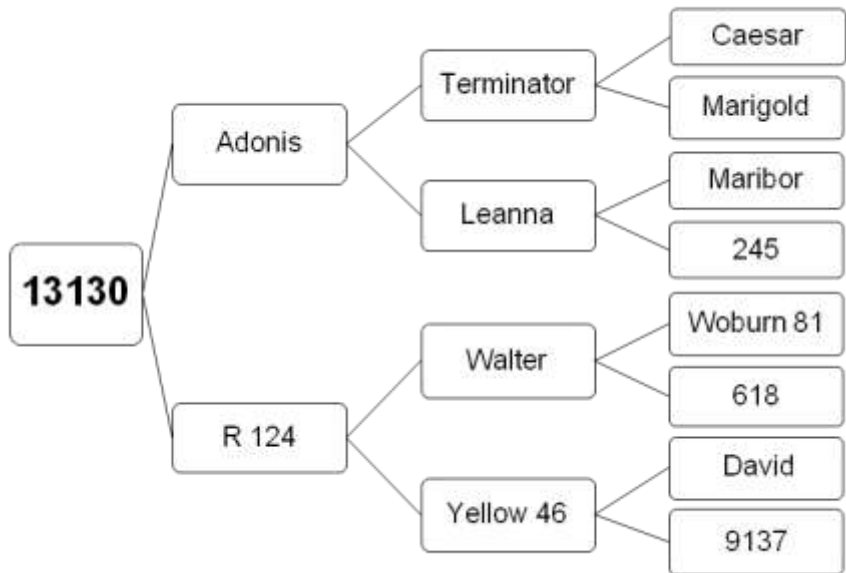 Caesar
Terminator
Marigold
Adonis
Maribor
Leanna
245
13130
Woburn 81
Walter
618
R 124
David
Yellow 46
9137